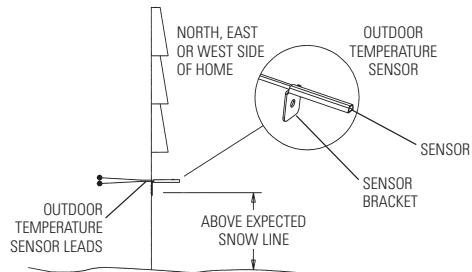 NORTH, EAST
OR WEST SIDE
OF HOME
OUTDOOR
TEMPERATURE
SENSOR
SENSOR
SENSOR
BRACKET
OUTDOOR
TEMPERATURE
SENSOR LEADS
ABOVE EXPECTED
SNOW LINE